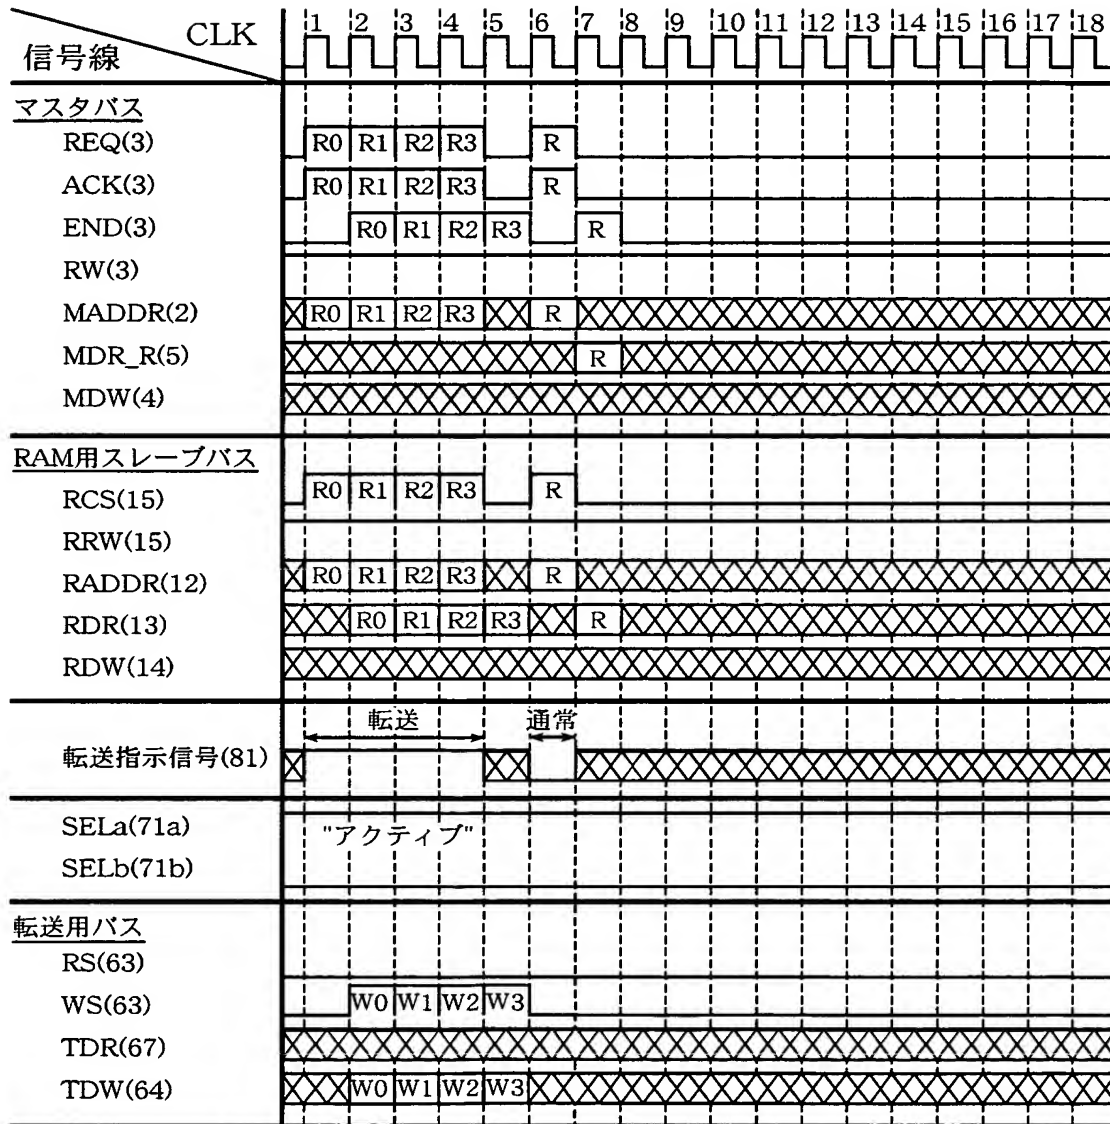 CLK
信号線
1 2 3 4 5 6 7 8 9 10 11 12 13 14 15 16 17 18
マスタバス
REQ(3) R0 R1 R2 R3 R
ACK(3) R0 R1 R2 R3 R
END(3) R0 R1 R2 R3 R
RW(3)
MADDR(2) R0 R1 R2 R3 R
MDR_R(5) R
MDW(4)
RAM用スレーブバス
RCS(15) R0 R1 R2 R3 R
RRW(15)
RADDR(12) R0 R1 R2 R3 R
RDR(13) R0 R1 R2 R3 R
RDW(14)
転送 通常
転送指示信号(81)
SELa(71a)
"アクティブ"
SELb(71b)
転送用バス
RS(63)
WS(63) W0 W1 W2 W3
TDR(67)
TDW(64) W0 W1 W2 W3